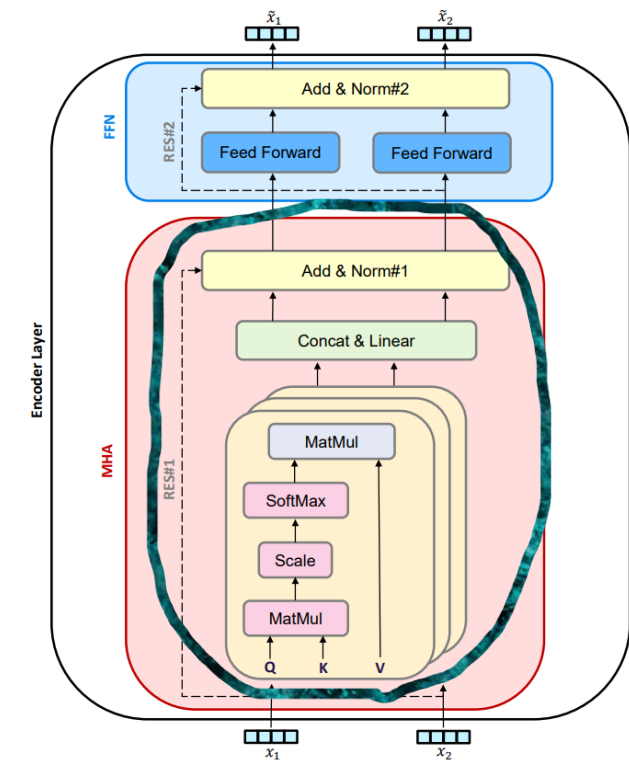 x̃₁ x̃₂
Add & Norm#2
FFN
RES#2
Feed Forward Feed Forward
Add & Norm#1
Concat & Linear
Encoder Layer
MHA
RES#1
MatMul
SoftMax
Scale
MatMul
Q K V
x₁ x₂